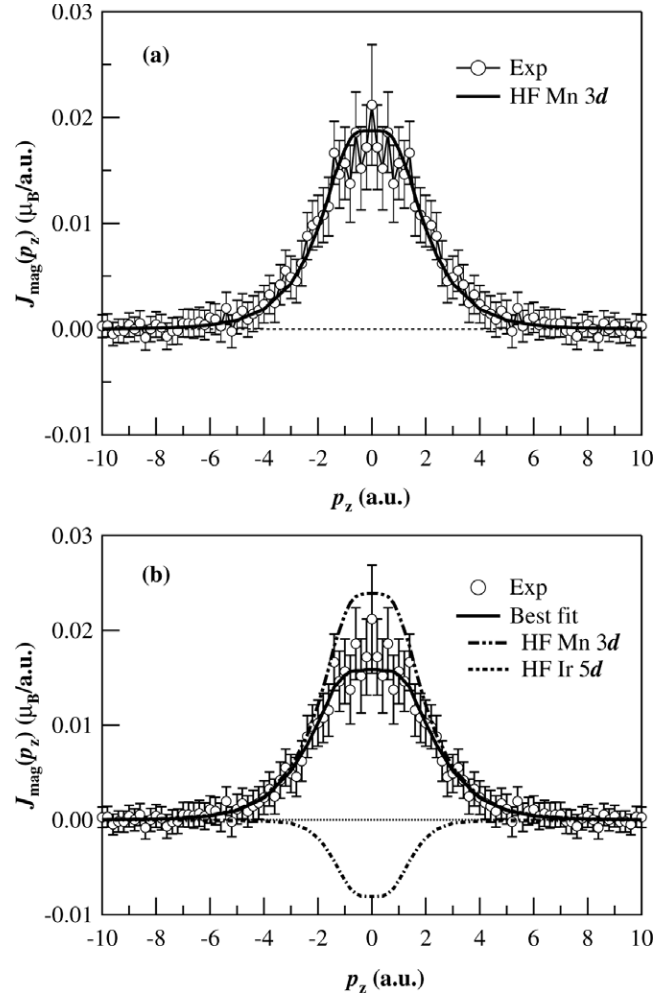 0.03
(a)
Exp
HF Mn 3d
0.02
0.01
0.00
-0.01
J_mag(p_z) (μ_B/a.u.)
-10 -8 -6 -4 -2 0 2 4 6 8 10
p_z (a.u.)
0.03
(b)
Exp
Best fit
HF Mn 3d
HF Ir 5d
0.02
0.01
0.00
-0.01
J_mag(p_z) (μ_B/a.u.)
-10 -8 -6 -4 -2 0 2 4 6 8 10
p_z (a.u.)